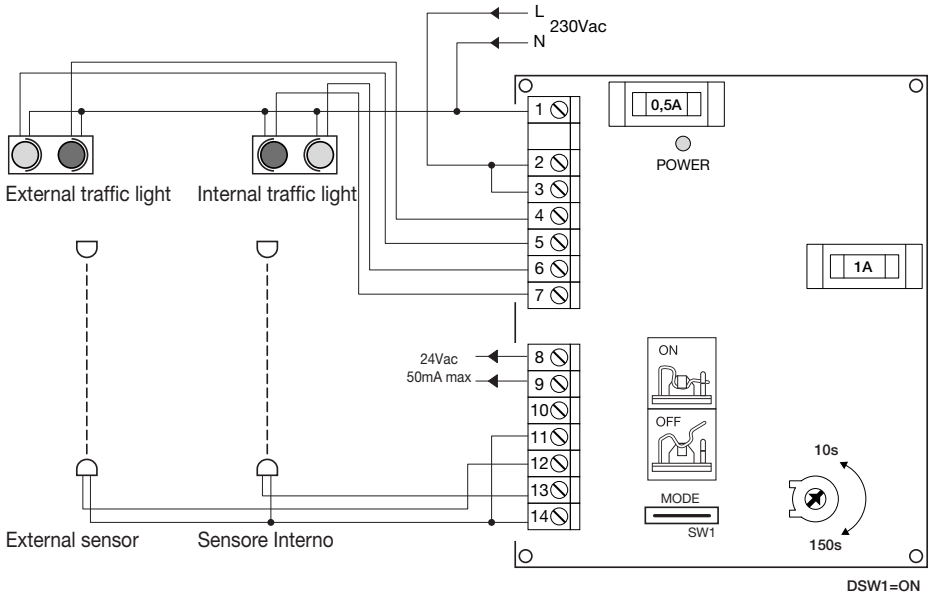 L
230Vac
N
0,5A
POWER
1
2
3
4
5
6
7
External traffic light
Internal traffic light
1A
24Vac
50mA max
8
9
10
11
12
13
14
ON
OFF
MODE
SW1
10s
150s
External sensor
Sensore Interno
DSW1=ON